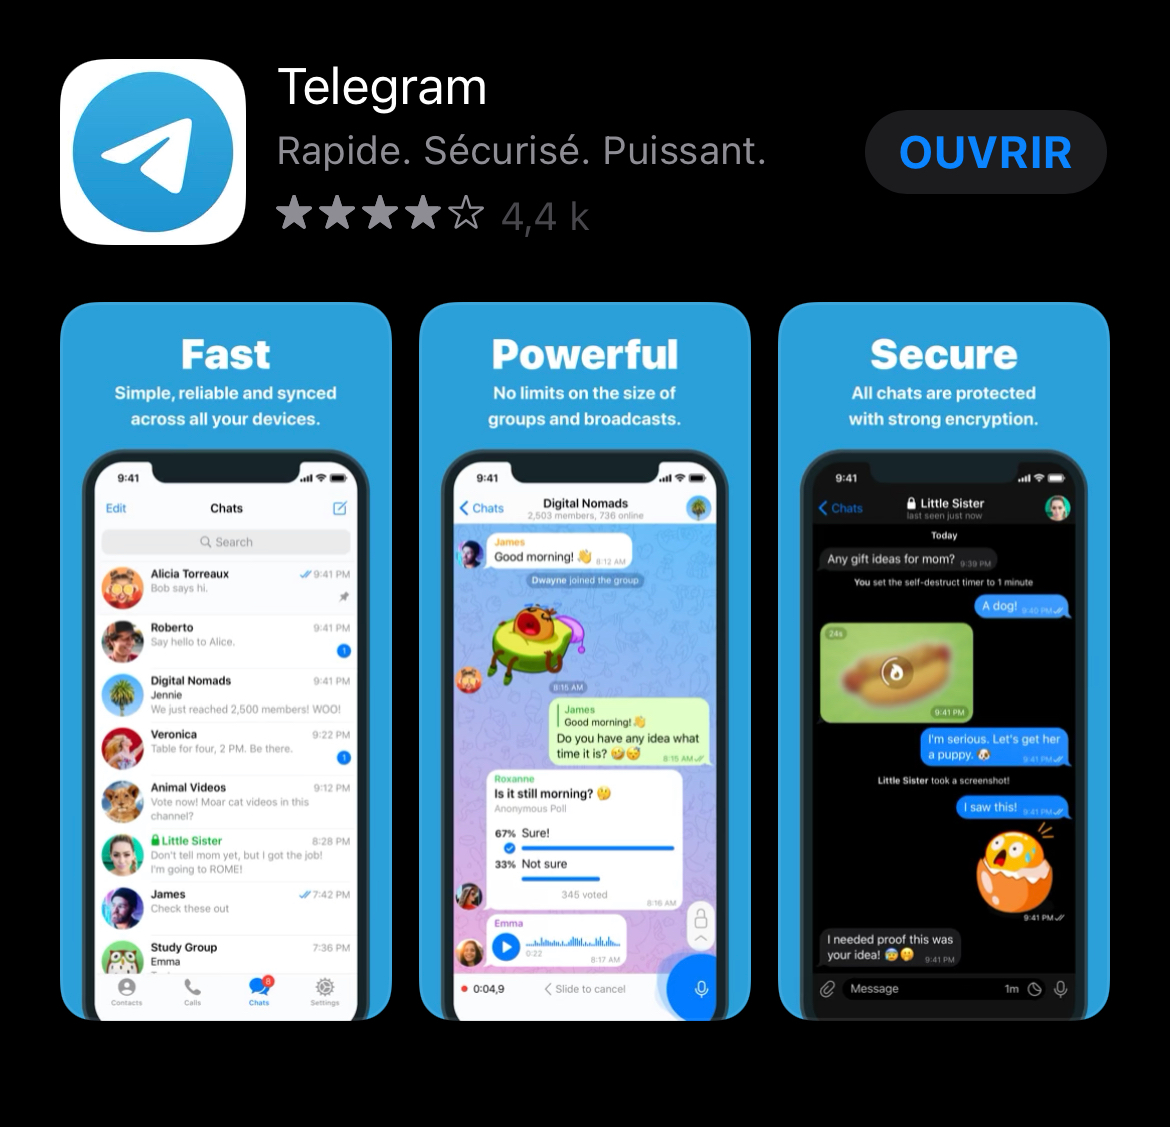 Telegram
Rapide. Sécurisé. Puissant.
4,4 k
OUVRIR
Fast
Simple, reliable and synced
across all your devices.
9:41
Edit
Chats
Search
Alicia Torreaux
9:41 PM
Bob says hi.
Roberto
9:41 PM
Say hello to Alice.
1
Digital Nomads
9:41 PM
Jennie
We just reached 2,500 members! WOO!
Veronica
9:22 PM
Table for four, 2 PM. Be there.
1
Animal Videos
9:12 PM
Vote now! Moar cat videos in this
channel?
Little Sister
8:28 PM
Don't tell mom yet, but I got the job!
I'm going to ROME!
James
7:42 PM
Check these out
Study Group
7:36 PM
Emma
8
Contacts
Calls
Chats
Settings
Powerful
No limits on the size of
groups and broadcasts.
9:41
Chats
Digital Nomads
2,503 members, 736 online
James
Good morning! 👋 8:12 AM
Dwayne joined the group
8:15 AM
James
Good morning! 👋
Do you have any idea what
time it is? 🤣😴 8:15 AM
Roxanne
Is it still morning? 🤔
Anonymous Poll
67% Sure!
33% Not sure
345 voted
8:16 AM
Emma
0:22
8:17 AM
0:04,9
Slide to cancel
Secure
All chats are protected
with strong encryption.
9:41
Chats
Little Sister
last seen just now
Today
Any gift ideas for mom? 9:39 PM
You set the self-destruct timer to 1 minute
A dog! 9:40 PM
24s
9:41 PM
I'm serious. Let's get her
a puppy. 🐶 9:41 PM
Little Sister took a screenshot!
I saw this! 9:41 PM
9:41 PM
I needed proof this was
your idea! 😰🤭 9:41 PM
Message
1m